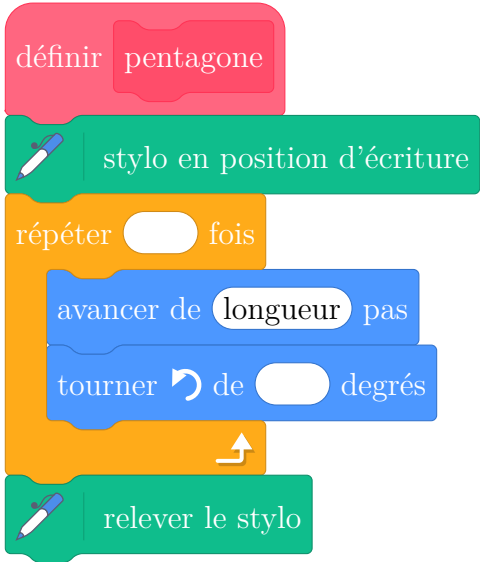 définir pentagone
stylo en position d'écriture
répéter fois
avancer de longueur pas
tourner de degrés
relever le stylo